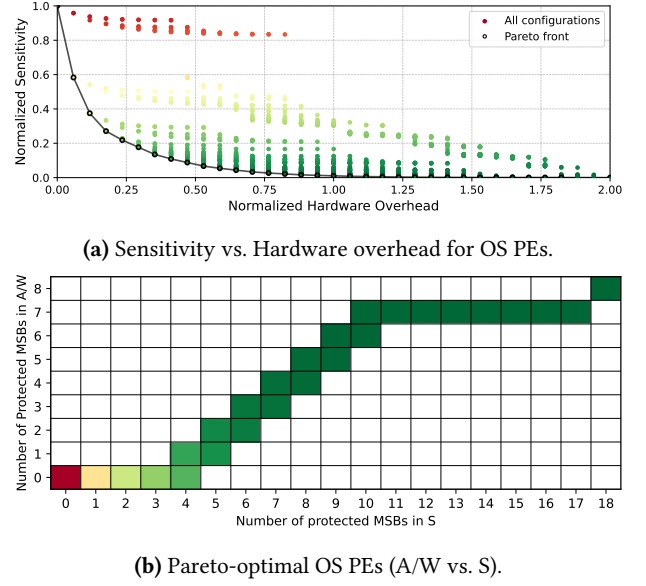 1.0
0.8
0.6
0.4
0.2
0.0
Normalized Sensitivity
All configurations
Pareto front
0.00 0.25 0.50 0.75 1.00 1.25 1.50 1.75 2.00
Normalized Hardware Overhead
(a) Sensitivity vs. Hardware overhead for OS PEs.
8
7
6
5
4
3
2
1
0
Number of Protected MSBs in A/W
0 1 2 3 4 5 6 7 8 9 10 11 12 13 14 15 16 17 18
Number of protected MSBs in S
(b) Pareto-optimal OS PEs (A/W vs. S).